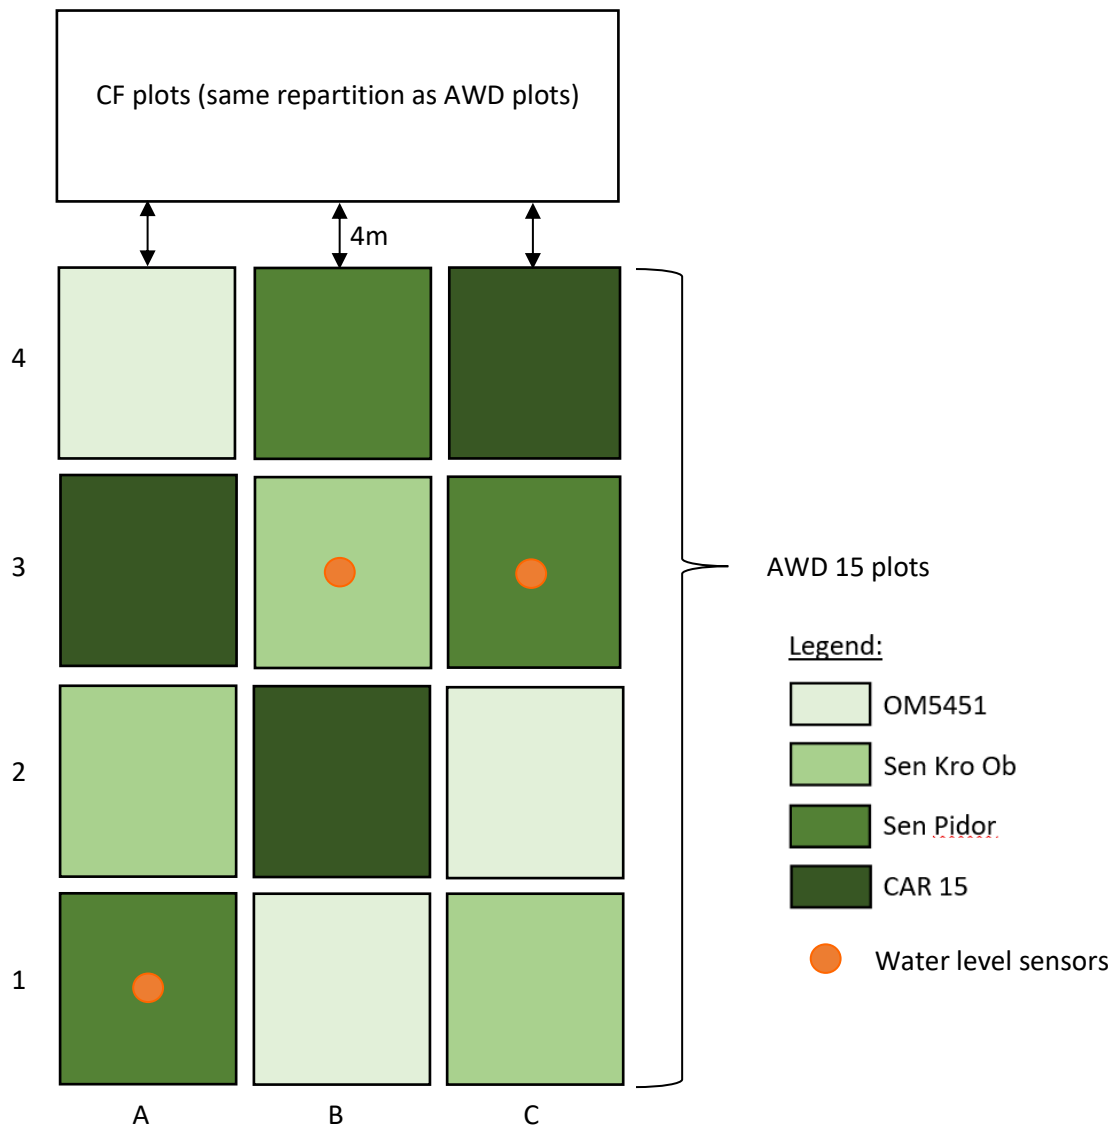 CF plots (same repartition as AWD plots)
4m
4
3
AWD 15 plots
Legend:
OM5451
2
Sen Kro Ob
Sen Pidor
CAR 15
1
Water level sensors
A
B
C